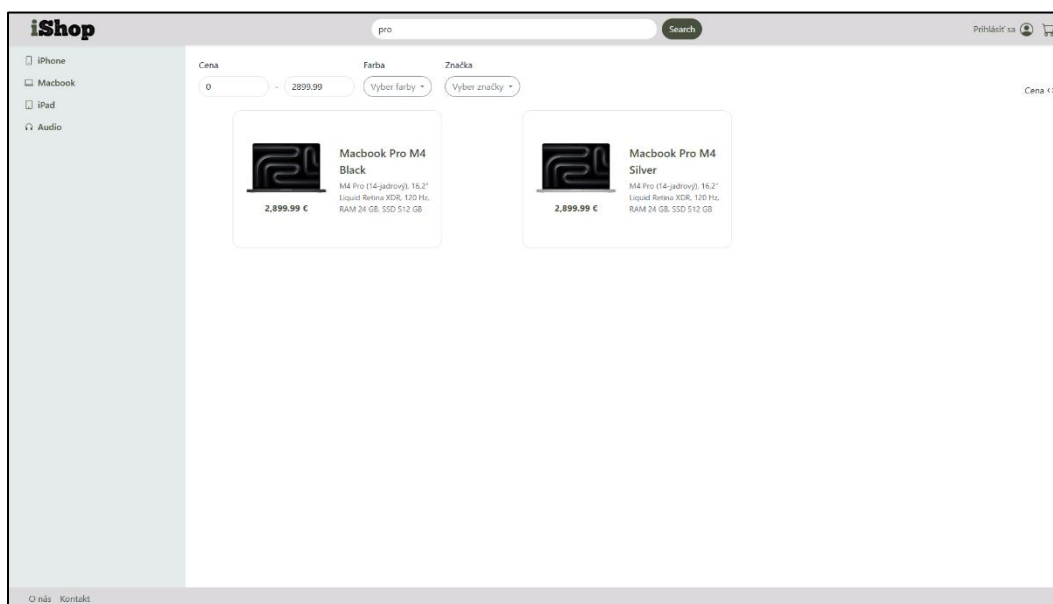 iShop
pro
Search
Prihlásiť sa
iPhone
Macbook
iPad
Audio
Cena
Farba
Značka
0 - 2899.99
Vyber farby
Vyber značky
Cena
Macbook Pro M4
Black
M4 Pro (14-jadrový), 16,2"
Liquid Retina XDR, 120 Hz,
RAM 24 GB, SSD 512 GB
2,899.99 €
Macbook Pro M4
Silver
M4 Pro (14-jadrový), 16,2"
Liquid Retina XDR, 120 Hz,
RAM 24 GB, SSD 512 GB
2,899.99 €
O nás Kontakt